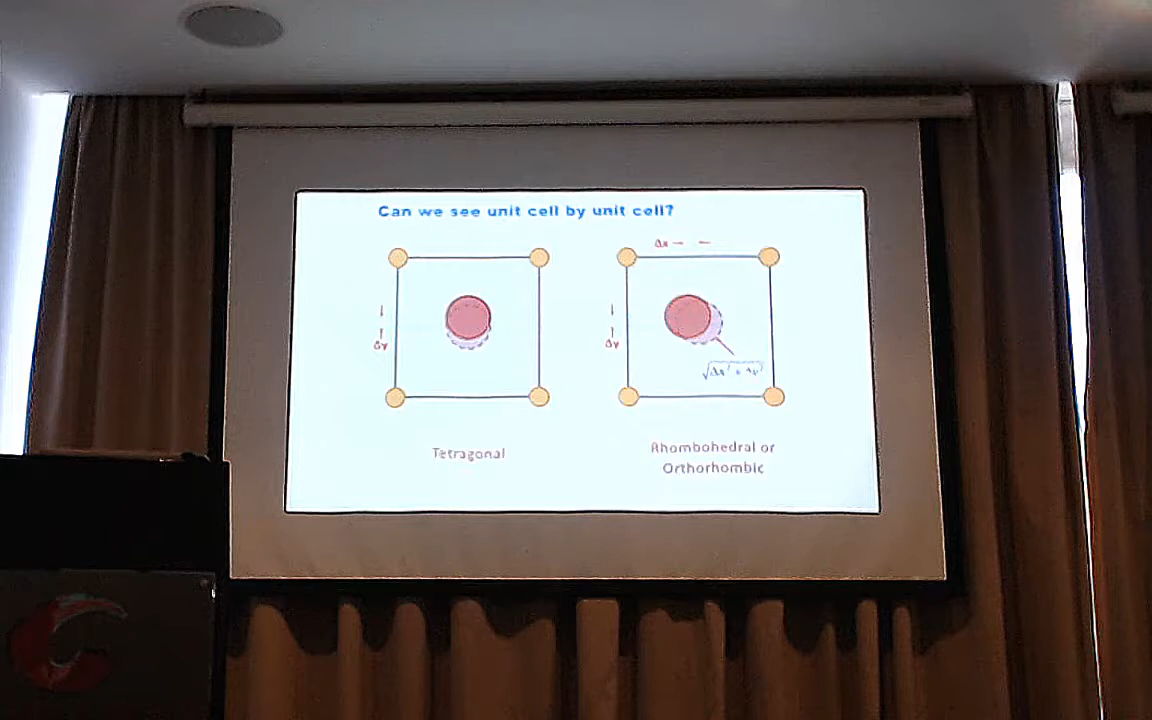 Can we see unit cell by unit cell?
Δx
Δy
Δy
√Δx² + Δy²
Tetragonal
Rhombohedral or
Orthorhombic